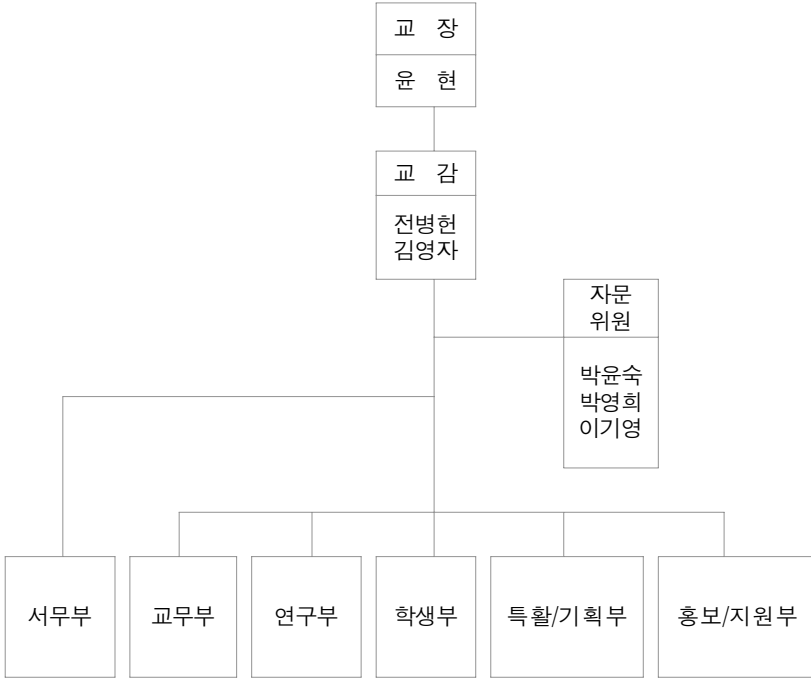 교 장
윤 현
교 감
전병헌
김영자
자문
위원
박윤숙
박영희
이기영
서무부
교무부
연구부
학생부
특활/기획부
홍보/지원부